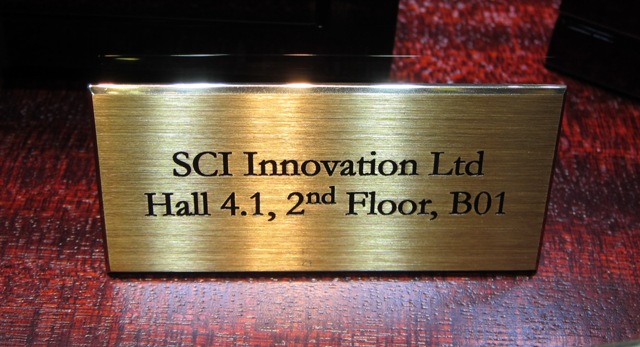 SCI Innovation Ltd
Hall 4.1, 2nd Floor, B01